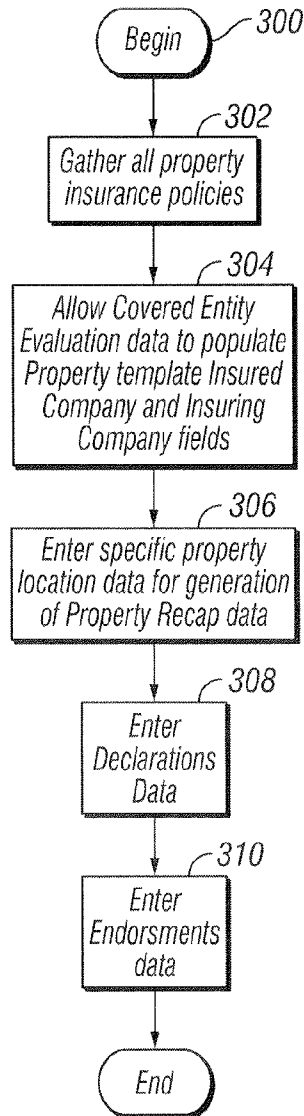 Begin
300
302
Gather all property
insurance policies
304
Allow Covered Entity
Evaluation data to populate
Property template Insured
Company and Insuring
Company fields
306
Enter specific property
location data for generation
of Property Recap data
308
Enter
Declarations
Data
310
Enter
Endorsments
data
End